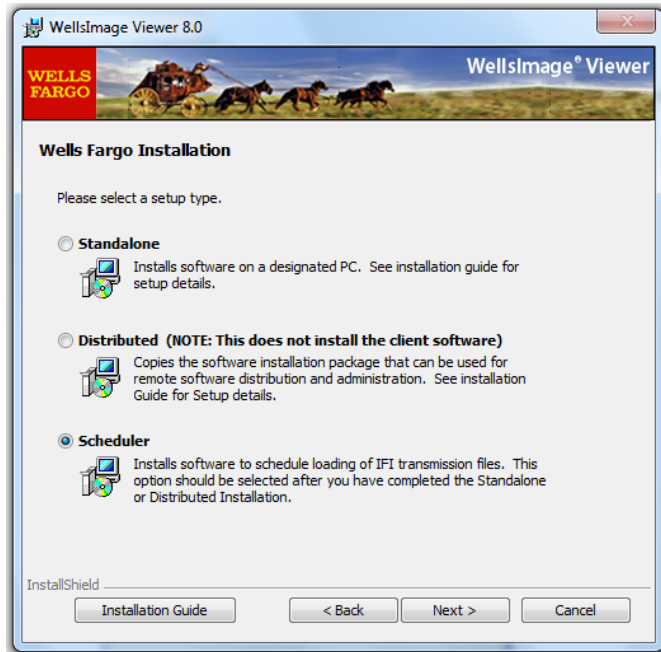 WellsImage Viewer 8.0
WELLS
FARGO
WellsImage® Viewer
Wells Fargo Installation
Please select a setup type.
Standalone
Installs software on a designated PC. See installation guide for
setup details.
Distributed (NOTE: This does not install the client software)
Copies the software installation package that can be used for
remote software distribution and administration. See installation
Guide for Setup details.
Scheduler
Installs software to schedule loading of IFI transmission files. This
option should be selected after you have completed the Standalone
or Distributed Installation.
InstallShield
Installation Guide
< Back
Next >
Cancel